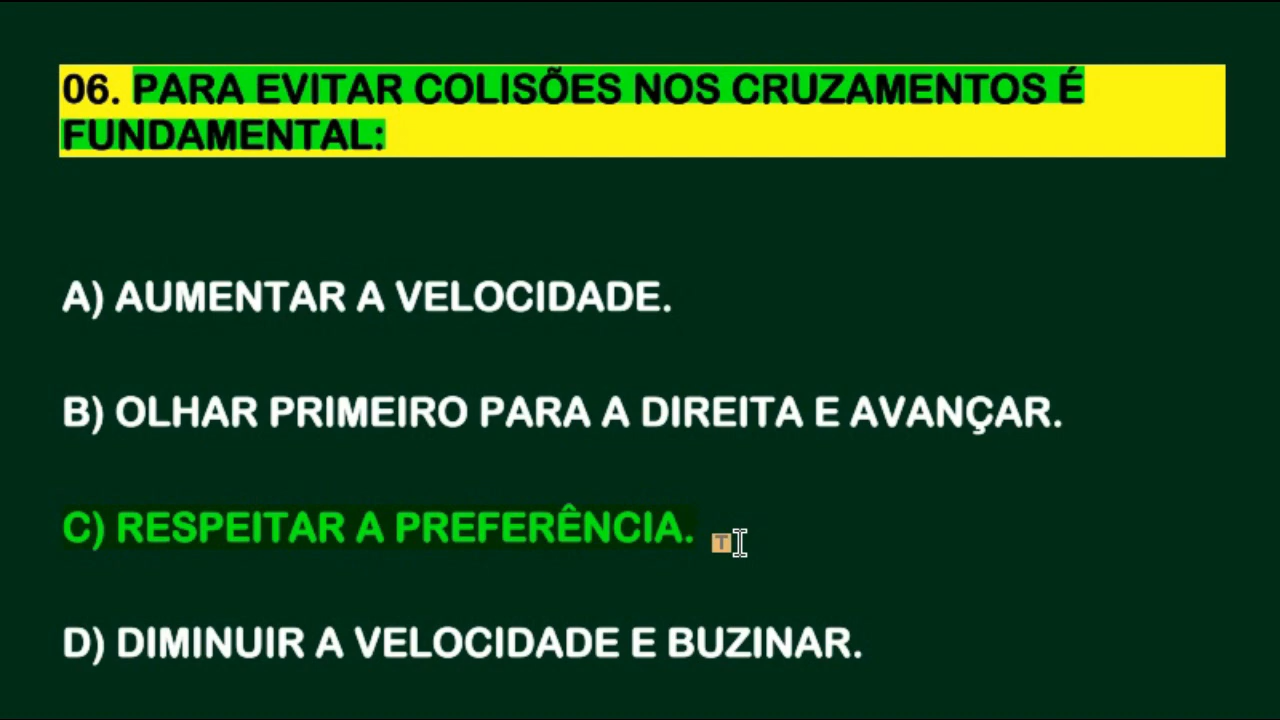 06. PARA EVITAR COLISÕES NOS CRUZAMENTOS É
FUNDAMENTAL:
A) AUMENTAR A VELOCIDADE.
B) OLHAR PRIMEIRO PARA A DIREITA E AVANÇAR.
C) RESPEITAR A PREFERÊNCIA.
T
D) DIMINUIR A VELOCIDADE E BUZINAR.